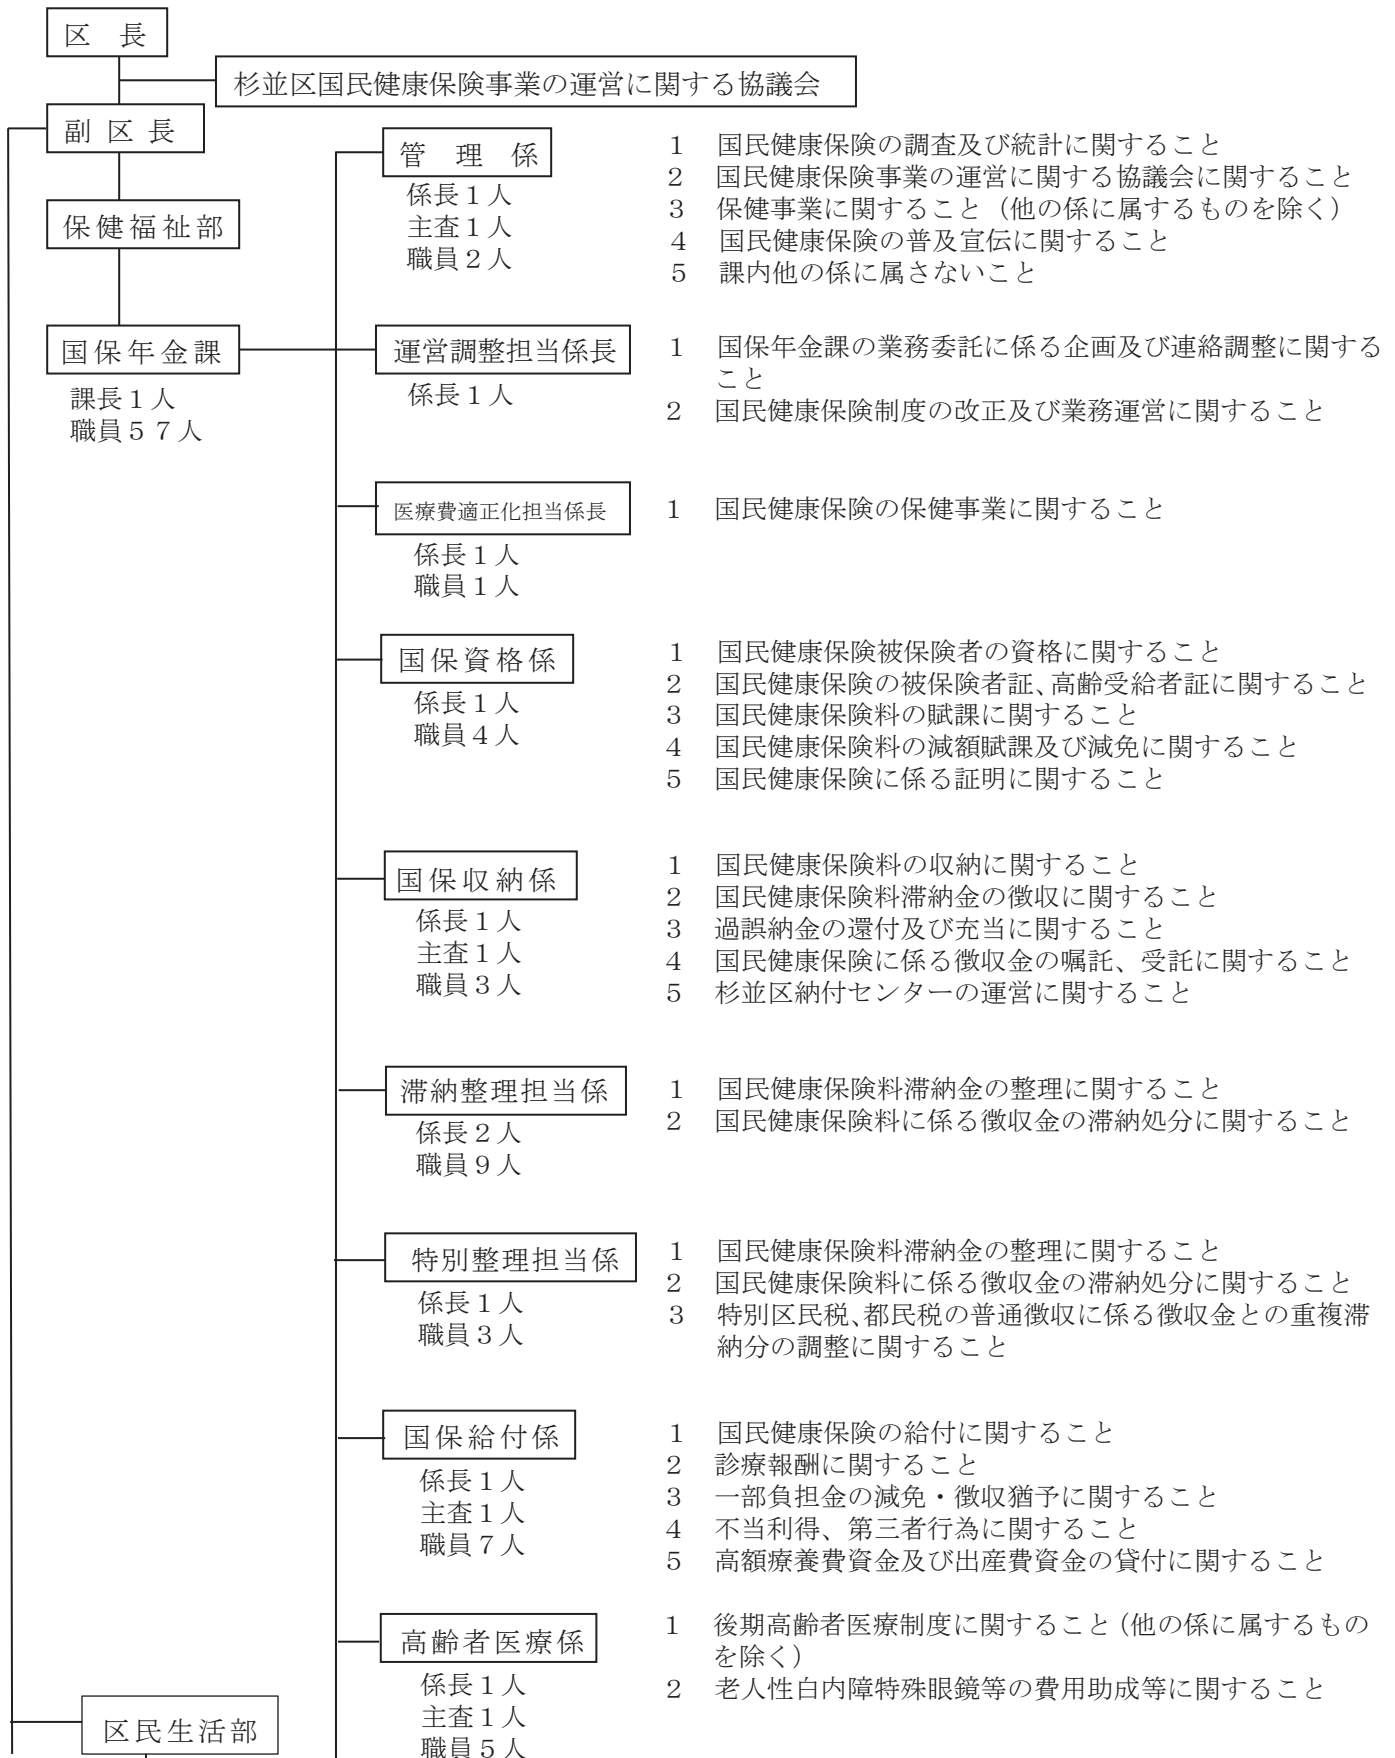 区長
杉並区国民健康保険事業の運営に関する協議会
副区長
保健福祉部
国保年金課
課長1人
職員57人
管理係
係長1人
主査1人
職員2人
1 国民健康保険の調査及び統計に関すること
2 国民健康保険事業の運営に関する協議会に関すること
3 保健事業に関すること（他の係に属するものを除く）
4 国民健康保険の普及宣伝に関すること
5 課内他の係に属さないこと
運営調整担当係長
係長1人
1 国保年金課の業務委託に係る企画及び連絡調整に関する
こと
2 国民健康保険制度の改正及び業務運営に関すること
医療費適正化担当係長
係長1人
職員1人
1 国民健康保険の保健事業に関すること
国保資格係
係長1人
職員4人
1 国民健康保険被保険者の資格に関すること
2 国民健康保険の被保険者証、高齢受給者証に関すること
3 国民健康保険料の賦課に関すること
4 国民健康保険料の減額賦課及び減免に関すること
5 国民健康保険に係る証明に関すること
国保収納係
係長1人
主査1人
職員3人
1 国民健康保険料の収納に関すること
2 国民健康保険料滞納金の徴収に関すること
3 過誤納金の還付及び充当に関すること
4 国民健康保険に係る徴収金の嘱託、受託に関すること
5 杉並区納付センターの運営に関すること
滞納整理担当係
係長2人
職員9人
1 国民健康保険料滞納金の整理に関すること
2 国民健康保険料に係る徴収金の滞納処分に関すること
特別整理担当係
係長1人
職員3人
1 国民健康保険料滞納金の整理に関すること
2 国民健康保険料に係る徴収金の滞納処分に関すること
3 特別区民税、都民税の普通徴収に係る徴収金との重複滞
納分の調整に関すること
国保給付係
係長1人
主査1人
職員7人
1 国民健康保険の給付に関すること
2 診療報酬に関すること
3 一部負担金の減免・徴収猶予に関すること
4 不当利得、第三者行為に関すること
5 高額療養費資金及び出産費資金の貸付に関すること
高齢者医療係
係長1人
主査1人
職員5人
1 後期高齢者医療制度に関すること（他の係に属するもの
を除く）
2 老人性白内障特殊眼鏡等の費用助成等に関すること
区民生活部